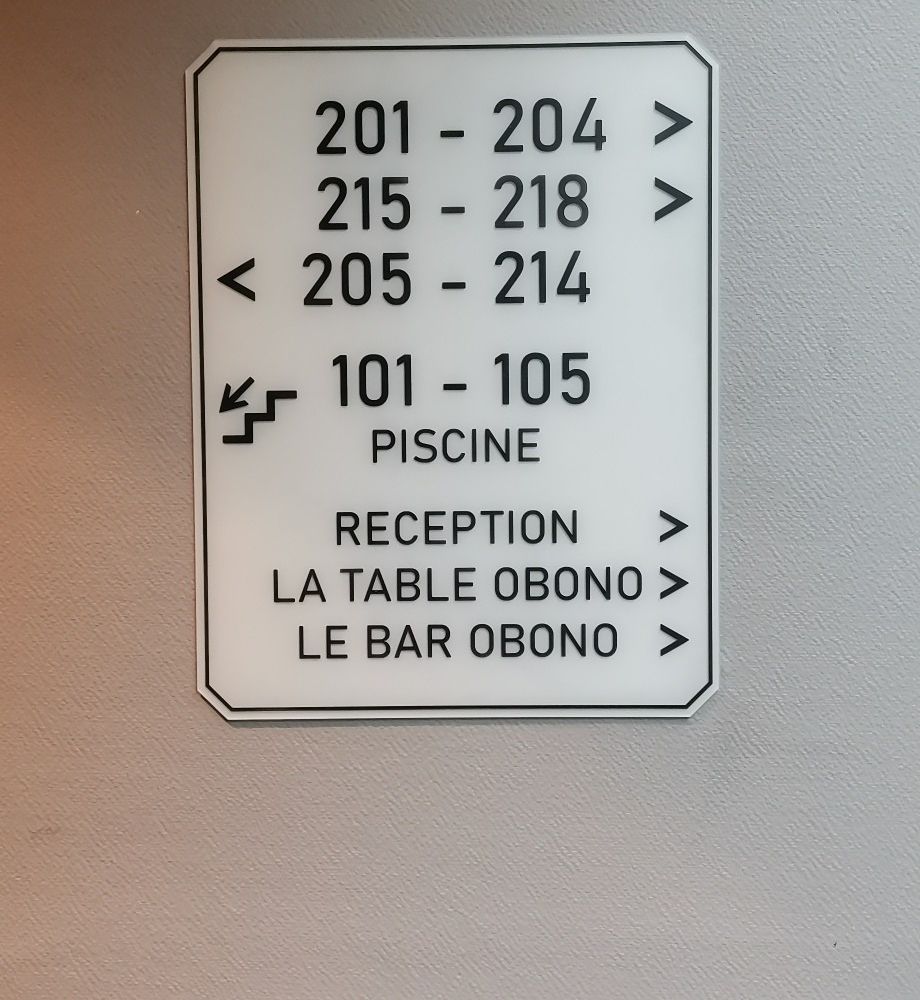 201 - 204 >
215 - 218 >
< 205 - 214
101 - 105
PISCINE
RECEPTION >
LA TABLE OBONO >
LE BAR OBONO >